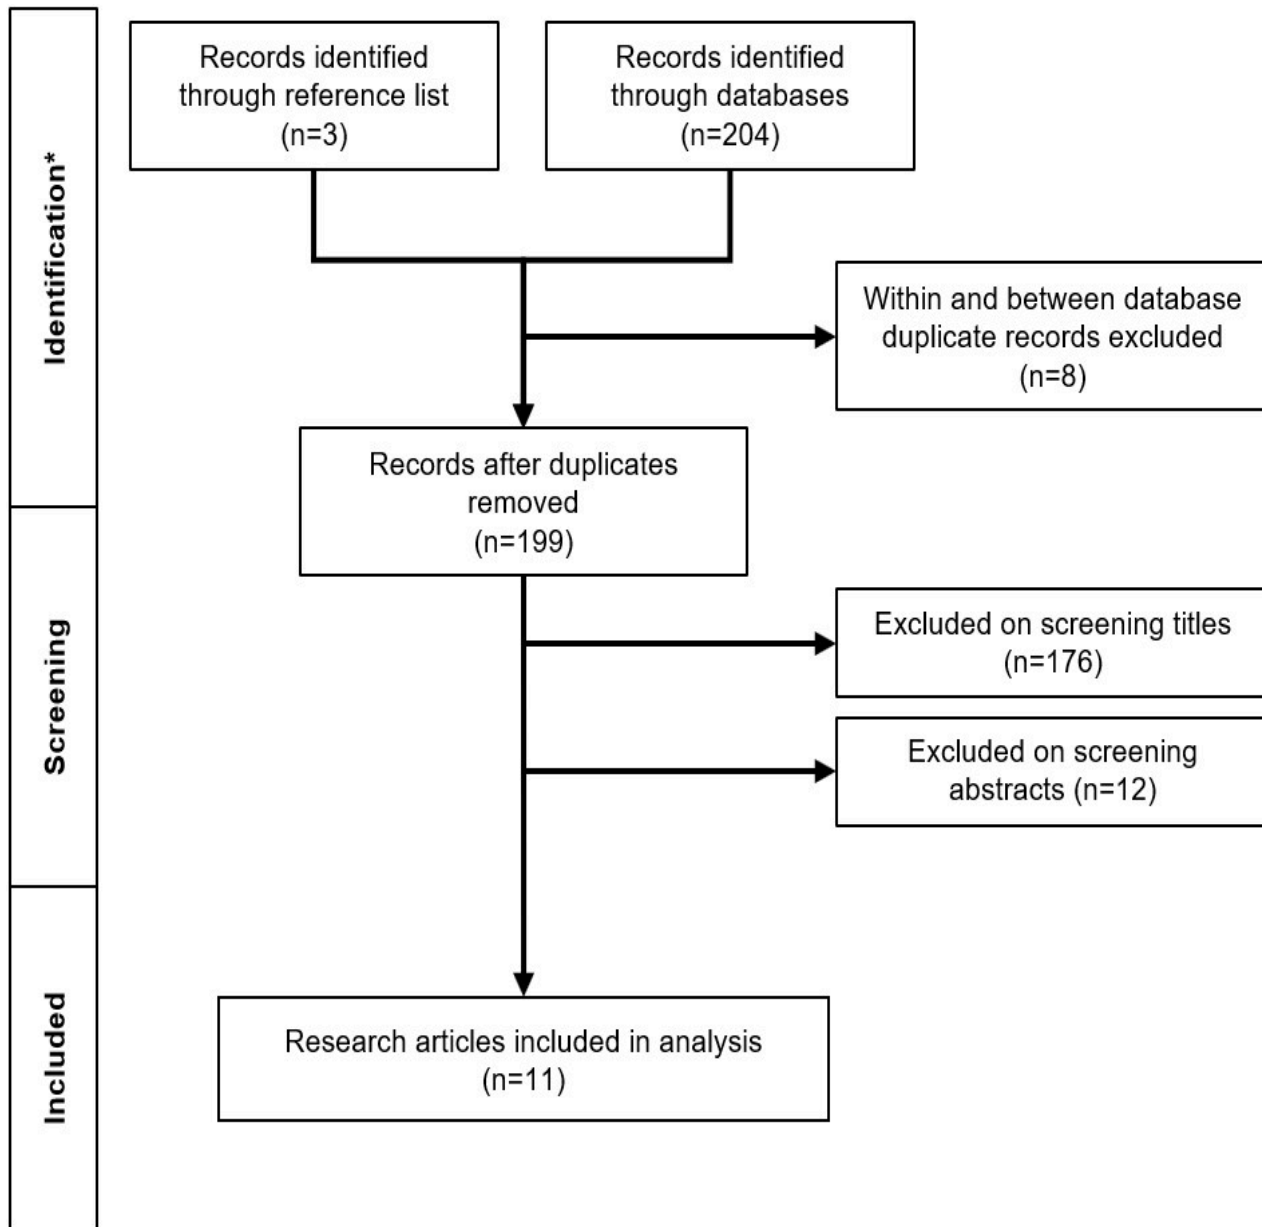 Identification*
Records identified
through reference list
(n=3)
Records identified
through databases
(n=204)
Within and between database
duplicate records excluded
(n=8)
Records after duplicates
removed
(n=199)
Screening
Excluded on screening titles
(n=176)
Excluded on screening
abstracts (n=12)
Included
Research articles included in analysis
(n=11)